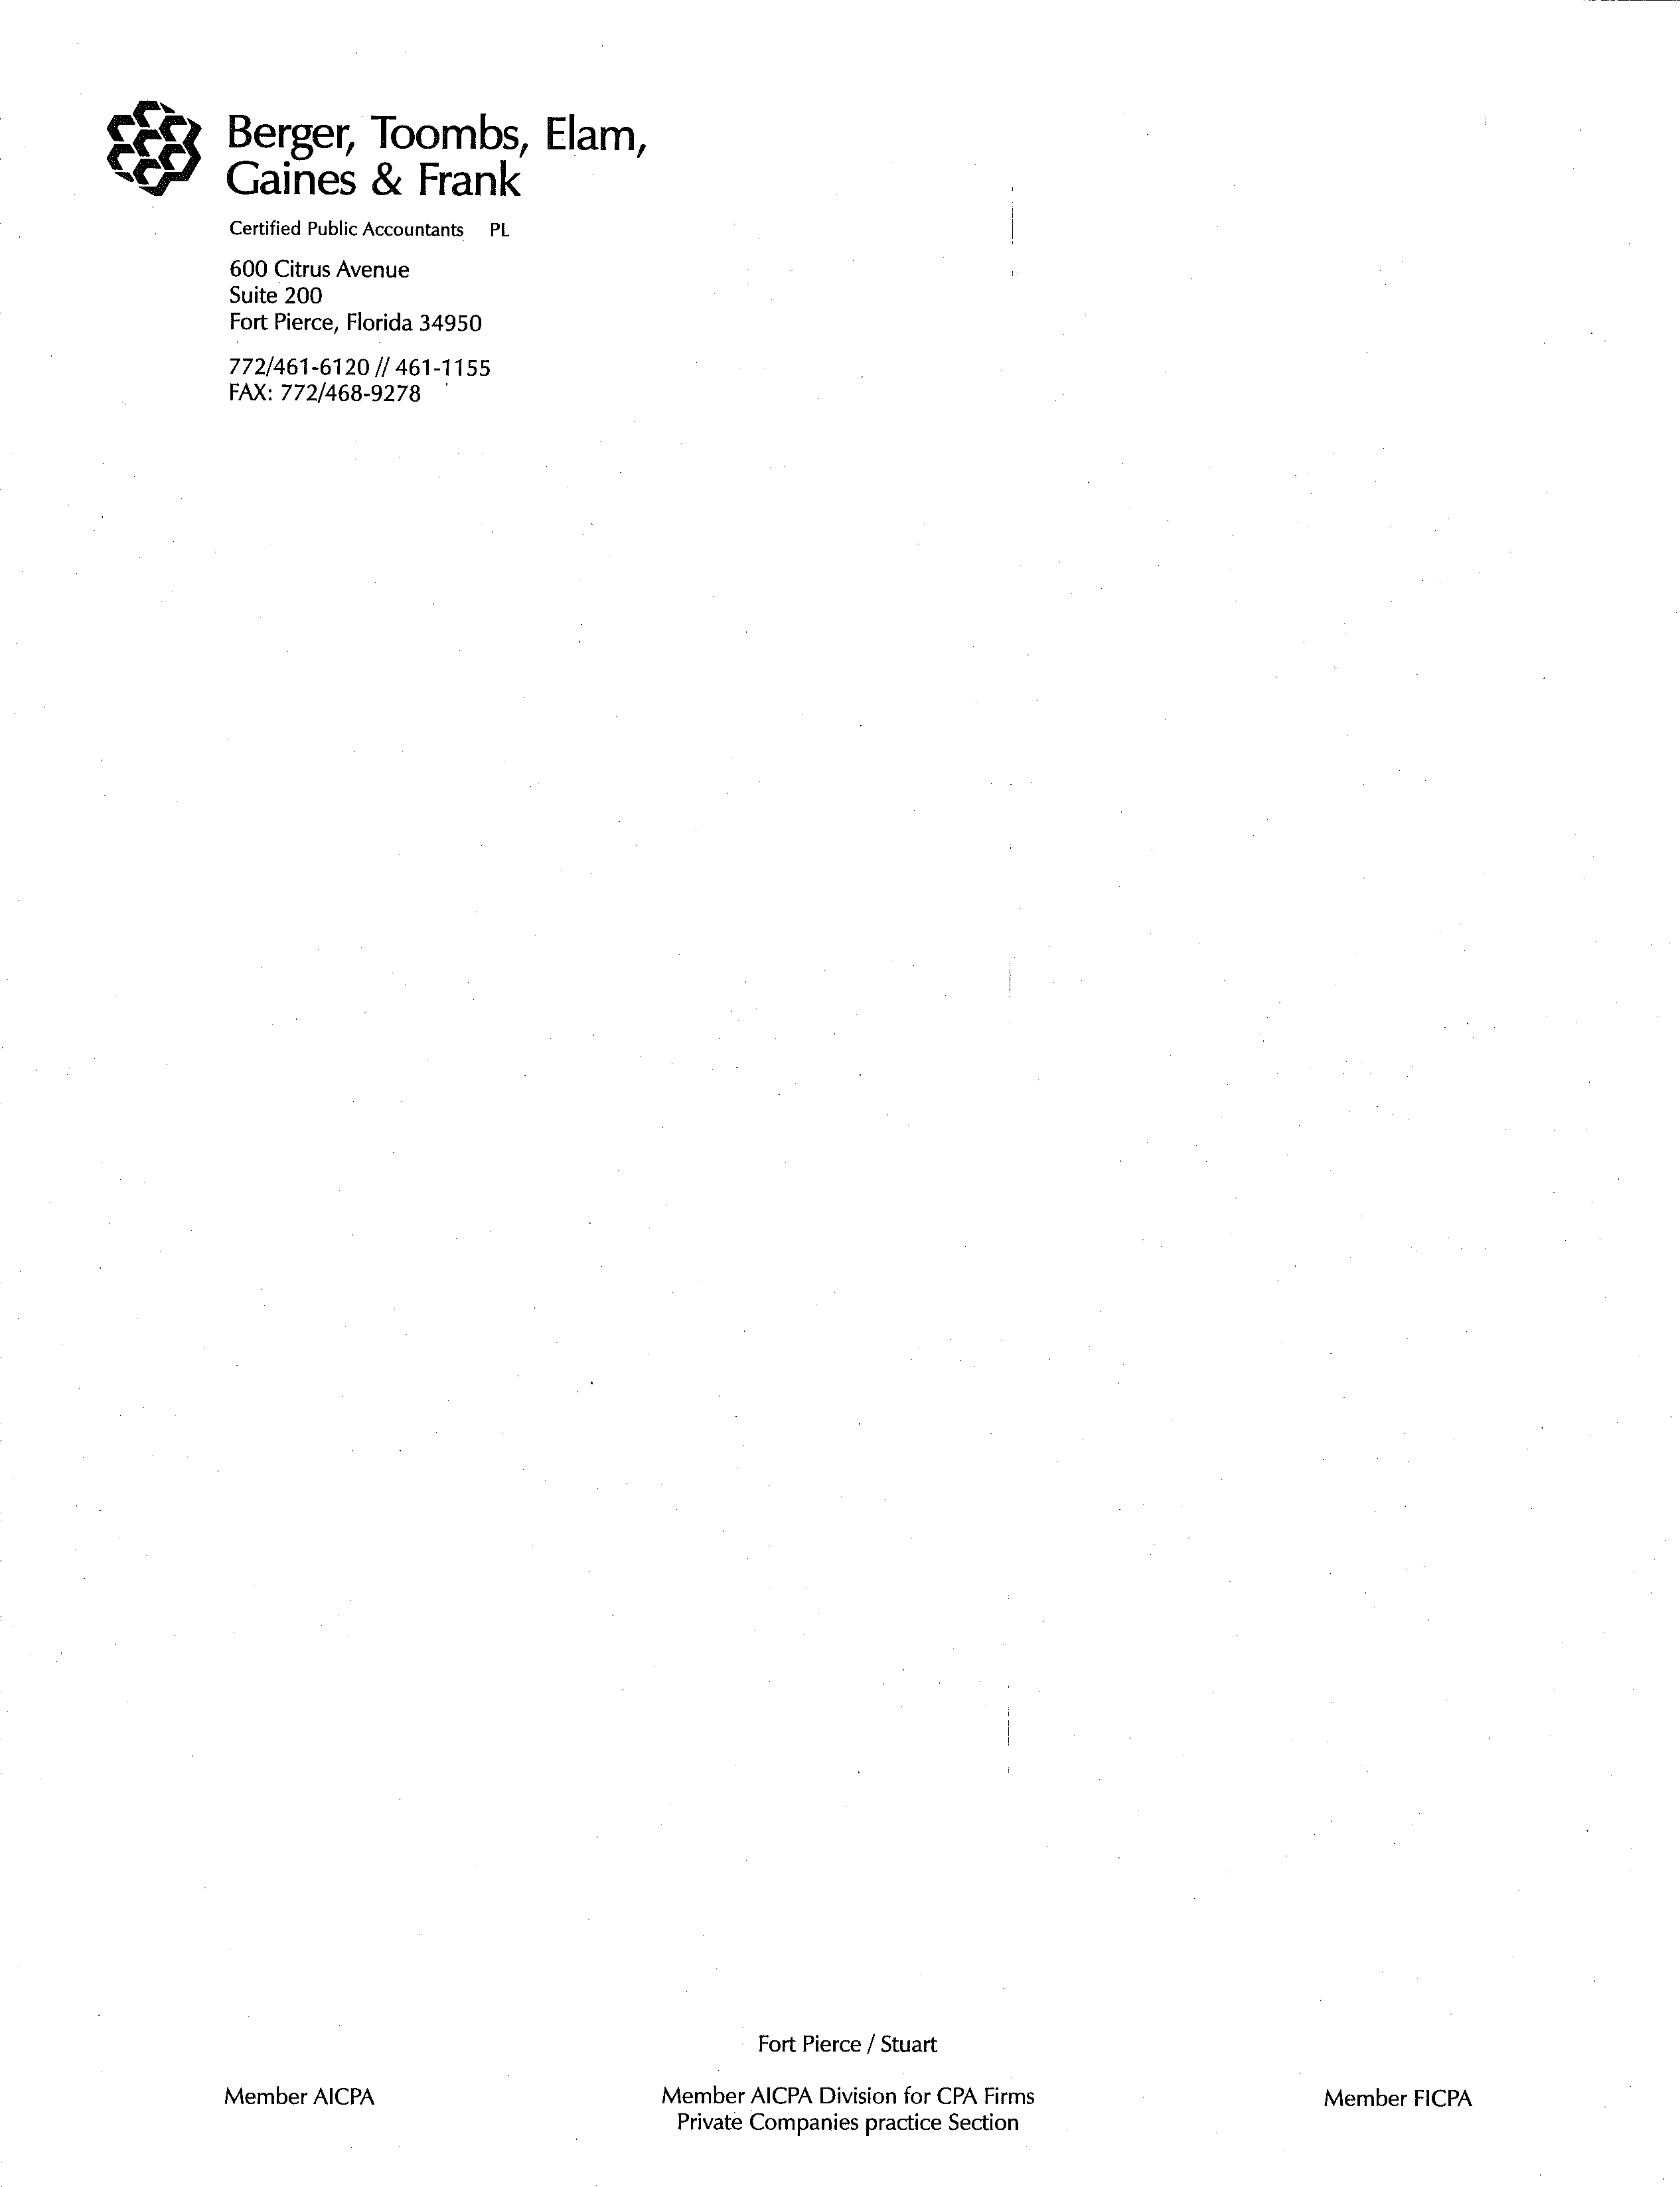 Berger, Toombs, Elam,
Gaines & Frank
Certified Public Accountants PL
600 Citrus Avenue
Suite 200
Fort Pierce, Florida 34950
772/461-6120 // 461-1155
FAX: 772/468-9278
Fort Pierce / Stuart
Member AICPA
Member AICPA Division for CPA Firms
Private Companies practice Section
Member FICPA